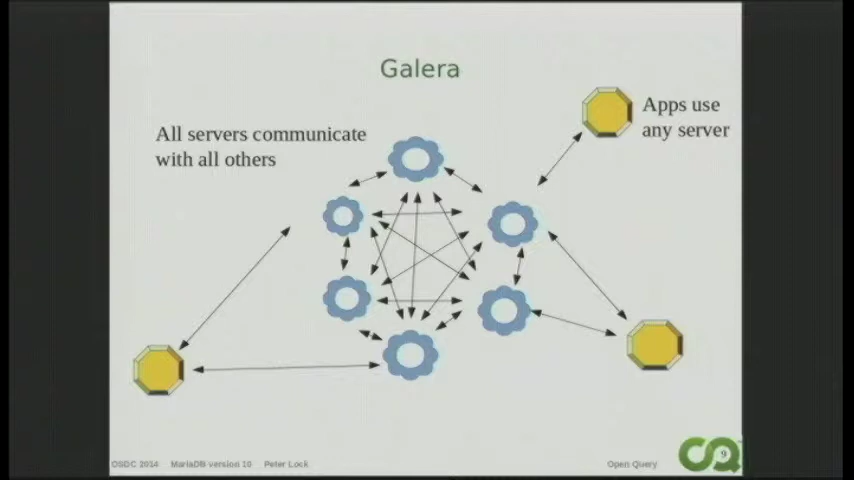 Galera
Apps use
any server
All servers communicate
with all others
OSDC 2014 MariaDB version 10 Peter Lock
Open Query
9